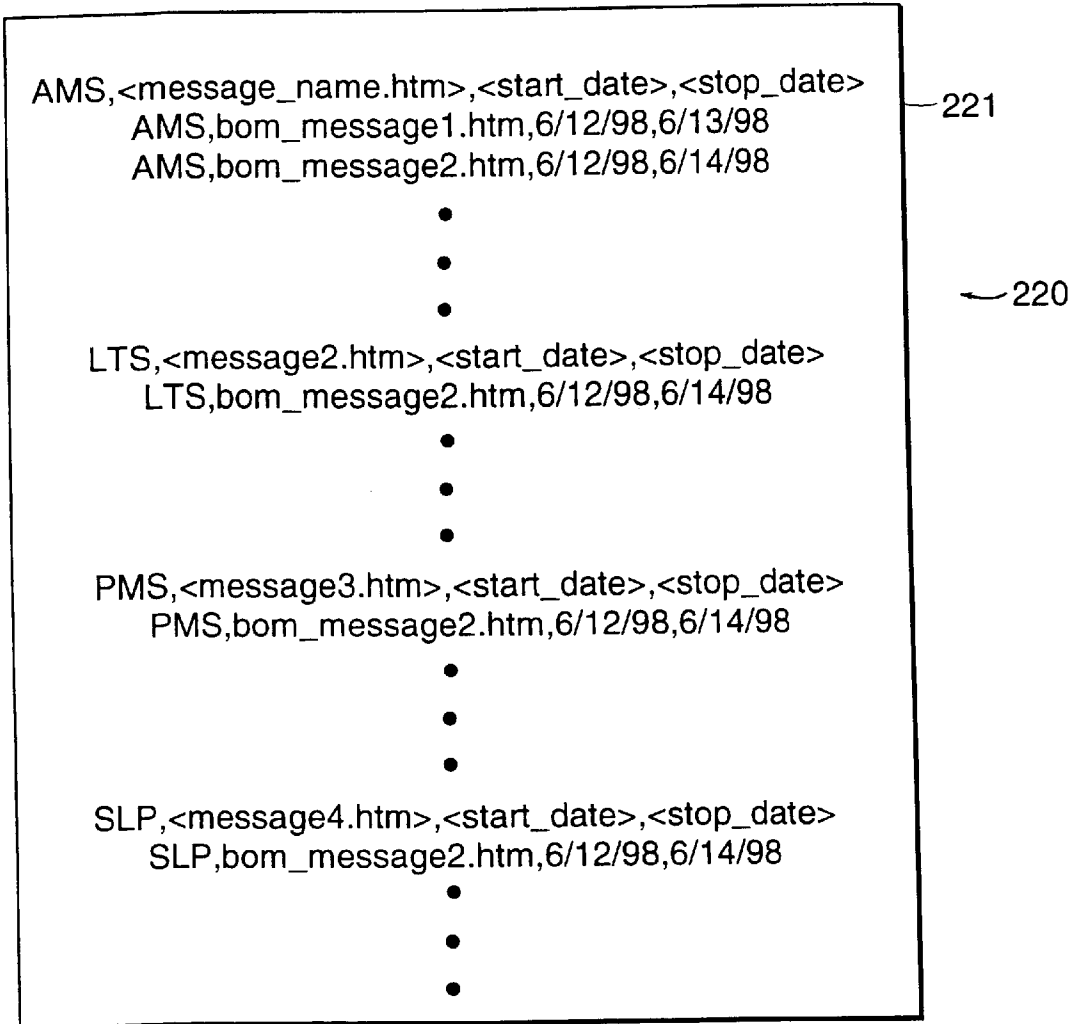 AMS,<message_name.htm>,<start_date>,<stop_date>
AMS,bom_message1.htm,6/12/98,6/13/98
AMS,bom_message2.htm,6/12/98,6/14/98
221
220
LTS,<message2.htm>,<start_date>,<stop_date>
LTS,bom_message2.htm,6/12/98,6/14/98
PMS,<message3.htm>,<start_date>,<stop_date>
PMS,bom_message2.htm,6/12/98,6/14/98
SLP,<message4.htm>,<start_date>,<stop_date>
SLP,bom_message2.htm,6/12/98,6/14/98